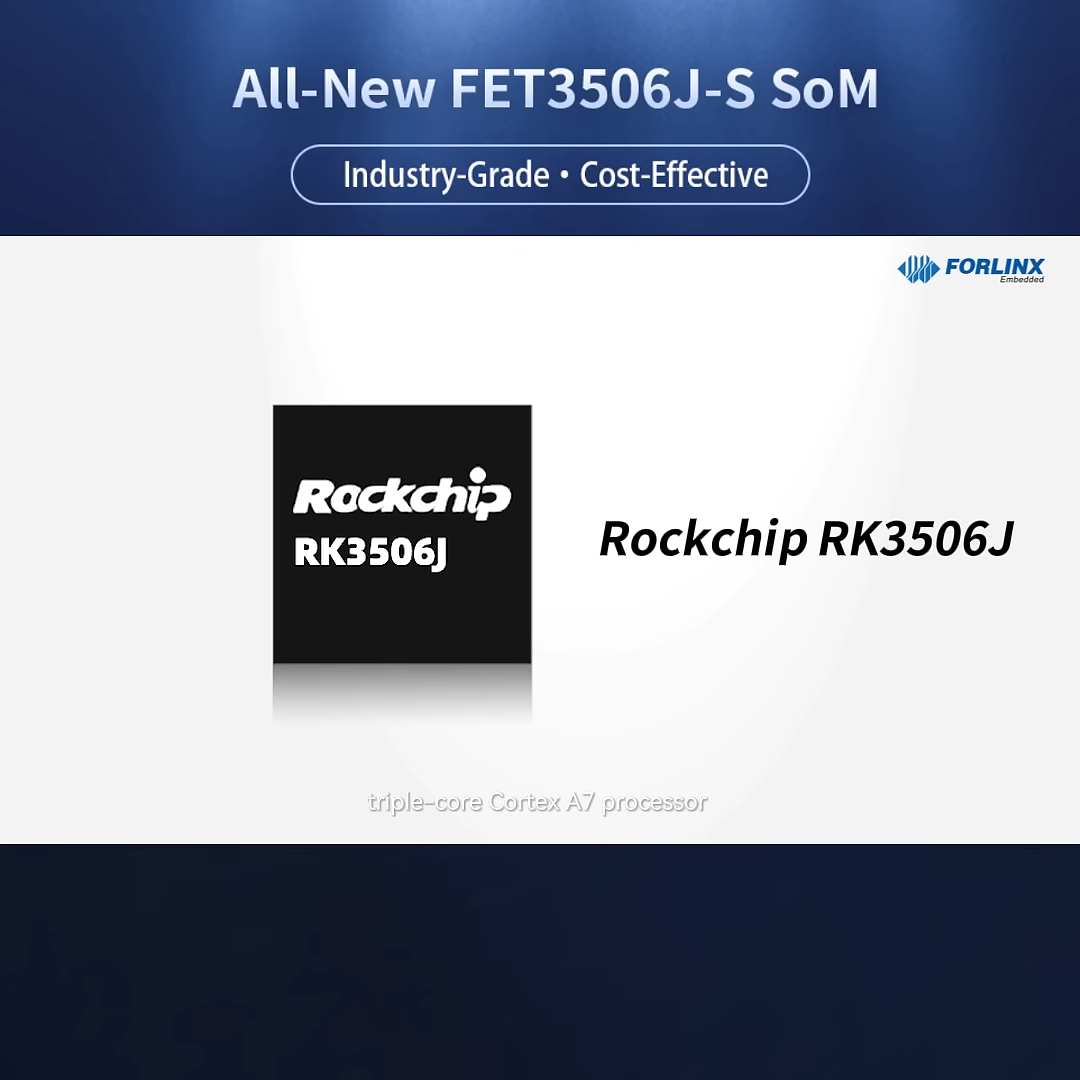 All-New FET3506J-S SoM
Industry-Grade • Cost-Effective
FORLINX
Embedded
Rockchip
RK3506J
Rockchip RK3506J
triple-core Cortex A7 processor